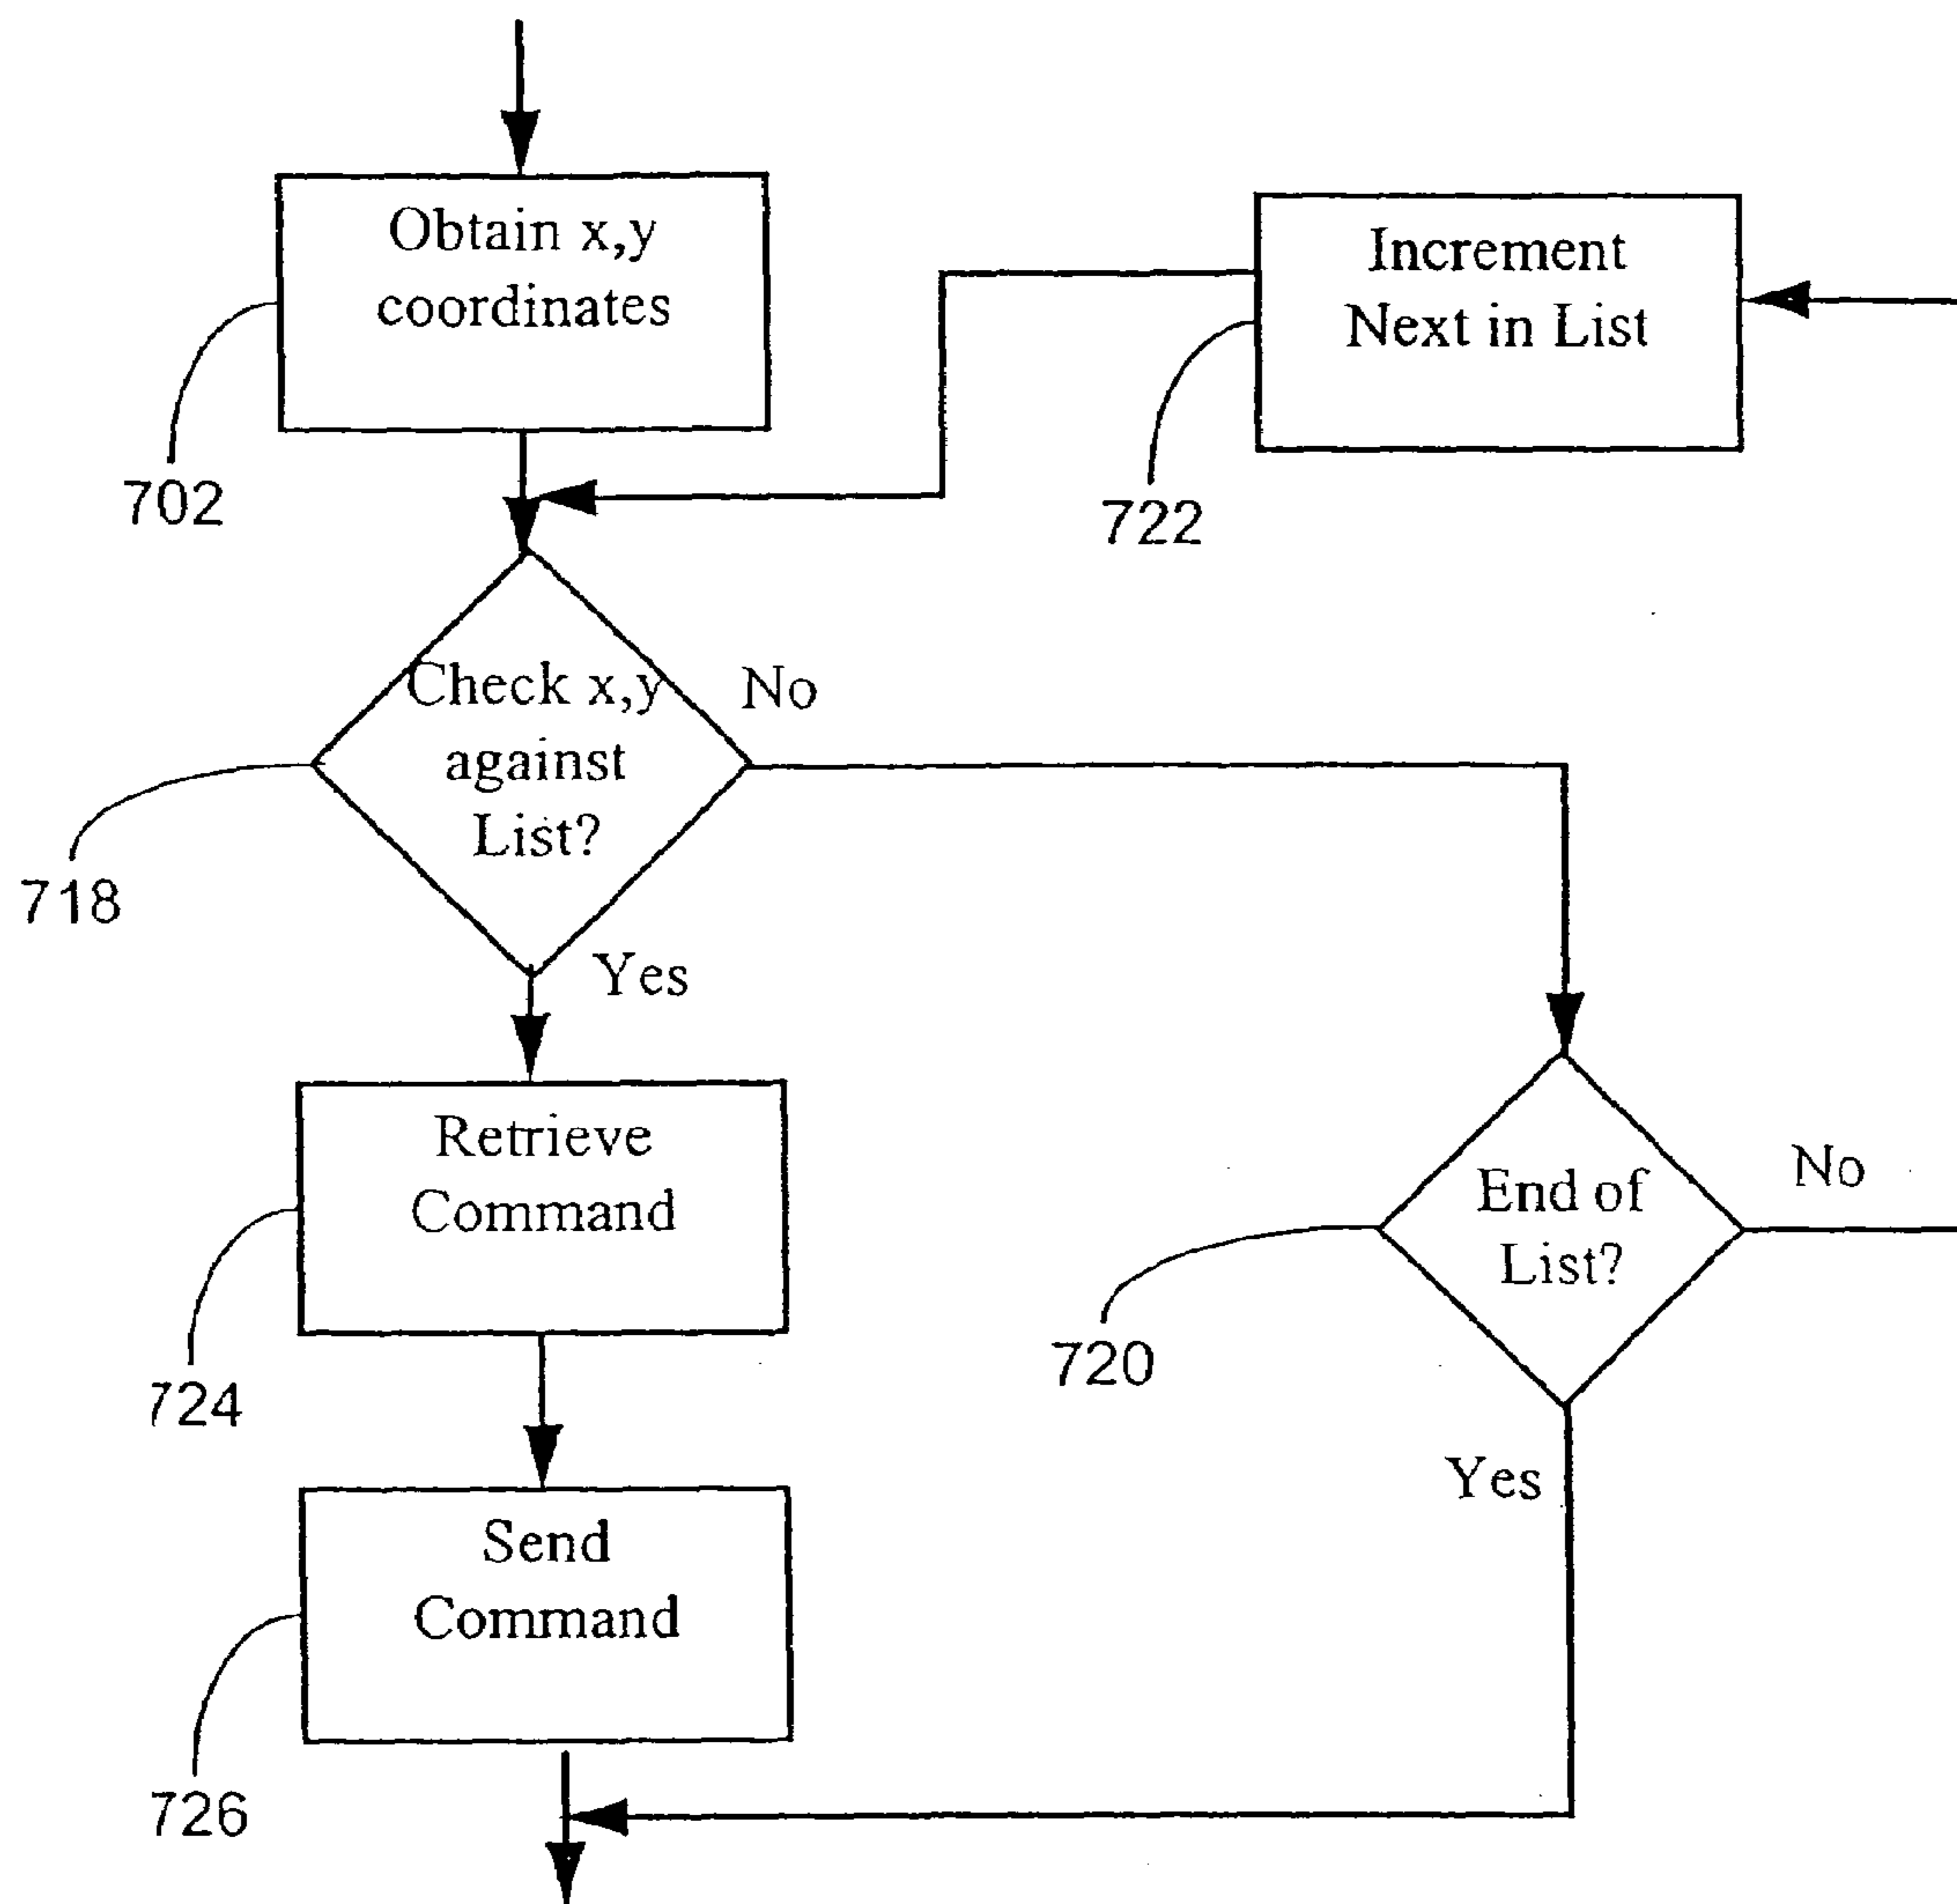 Obtain x,y
coordinates
702
Increment
Next in List
722
Check x,y
against
List?
No
718
Yes
Retrieve
Command
724
End of
List?
No
720
Yes
Send
Command
726